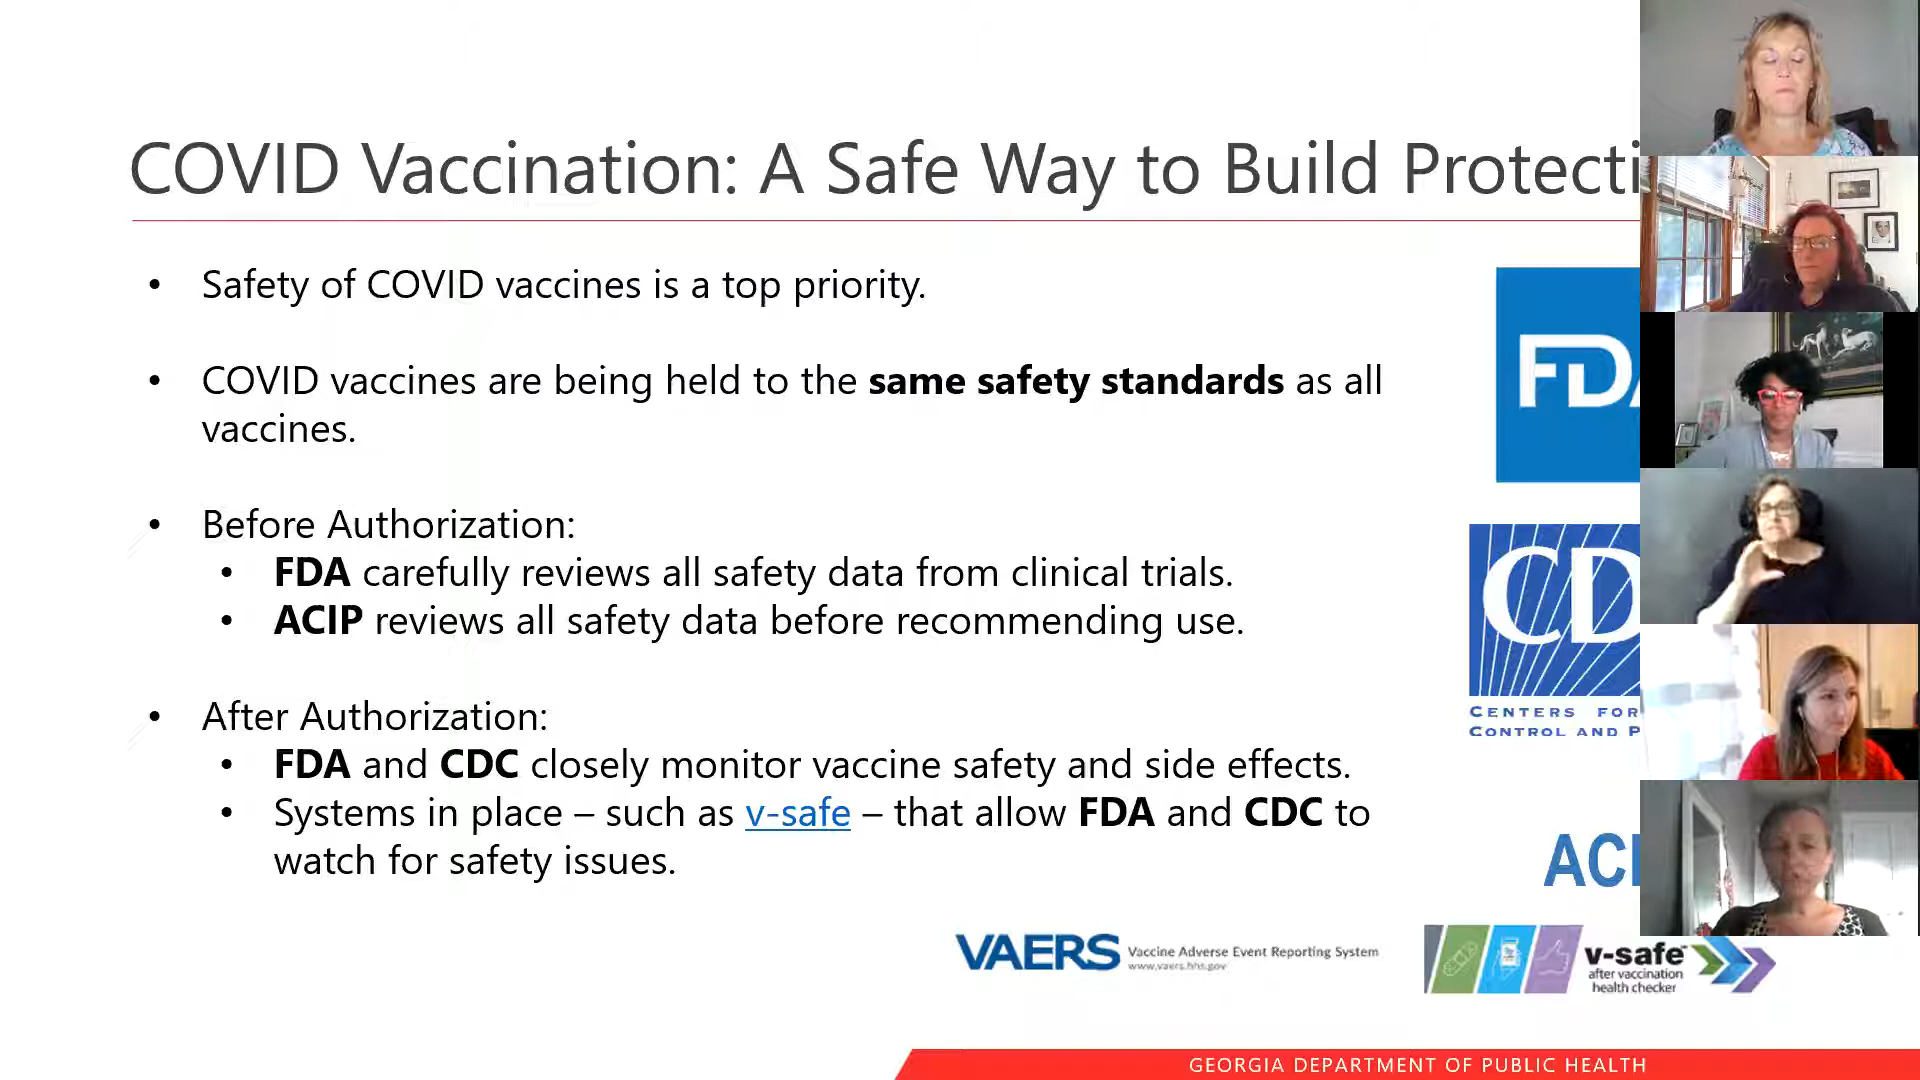 COVID Vaccination: A Safe Way to Build Protecti
• Safety of COVID vaccines is a top priority.
• COVID vaccines are being held to the same safety standards as all
vaccines.
• Before Authorization:
• FDA carefully reviews all safety data from clinical trials.
• ACIP reviews all safety data before recommending use.
• After Authorization:
• FDA and CDC closely monitor vaccine safety and side effects.
• Systems in place – such as v-safe – that allow FDA and CDC to
watch for safety issues.
FDA
CDC
CENTERS FOR
CONTROL AND P
ACI
VAERS Vaccine Adverse Event Reporting System
www.vaers.hhs.gov
v-safe™
after vaccination
health checker
GEORGIA DEPARTMENT OF PUBLIC HEALTH